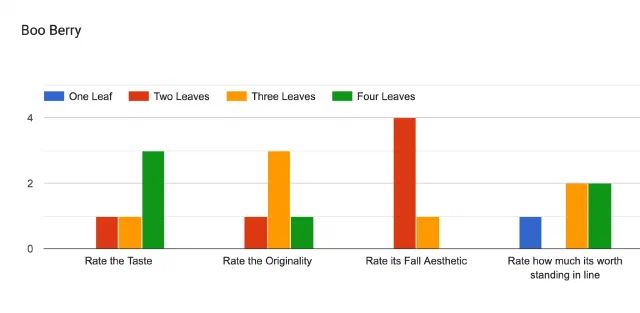 Boo Berry
One Leaf Two Leaves Three Leaves Four Leaves
4
2
0
Rate the Taste Rate the Originality Rate its Fall Aesthetic Rate how much its worth
standing in line